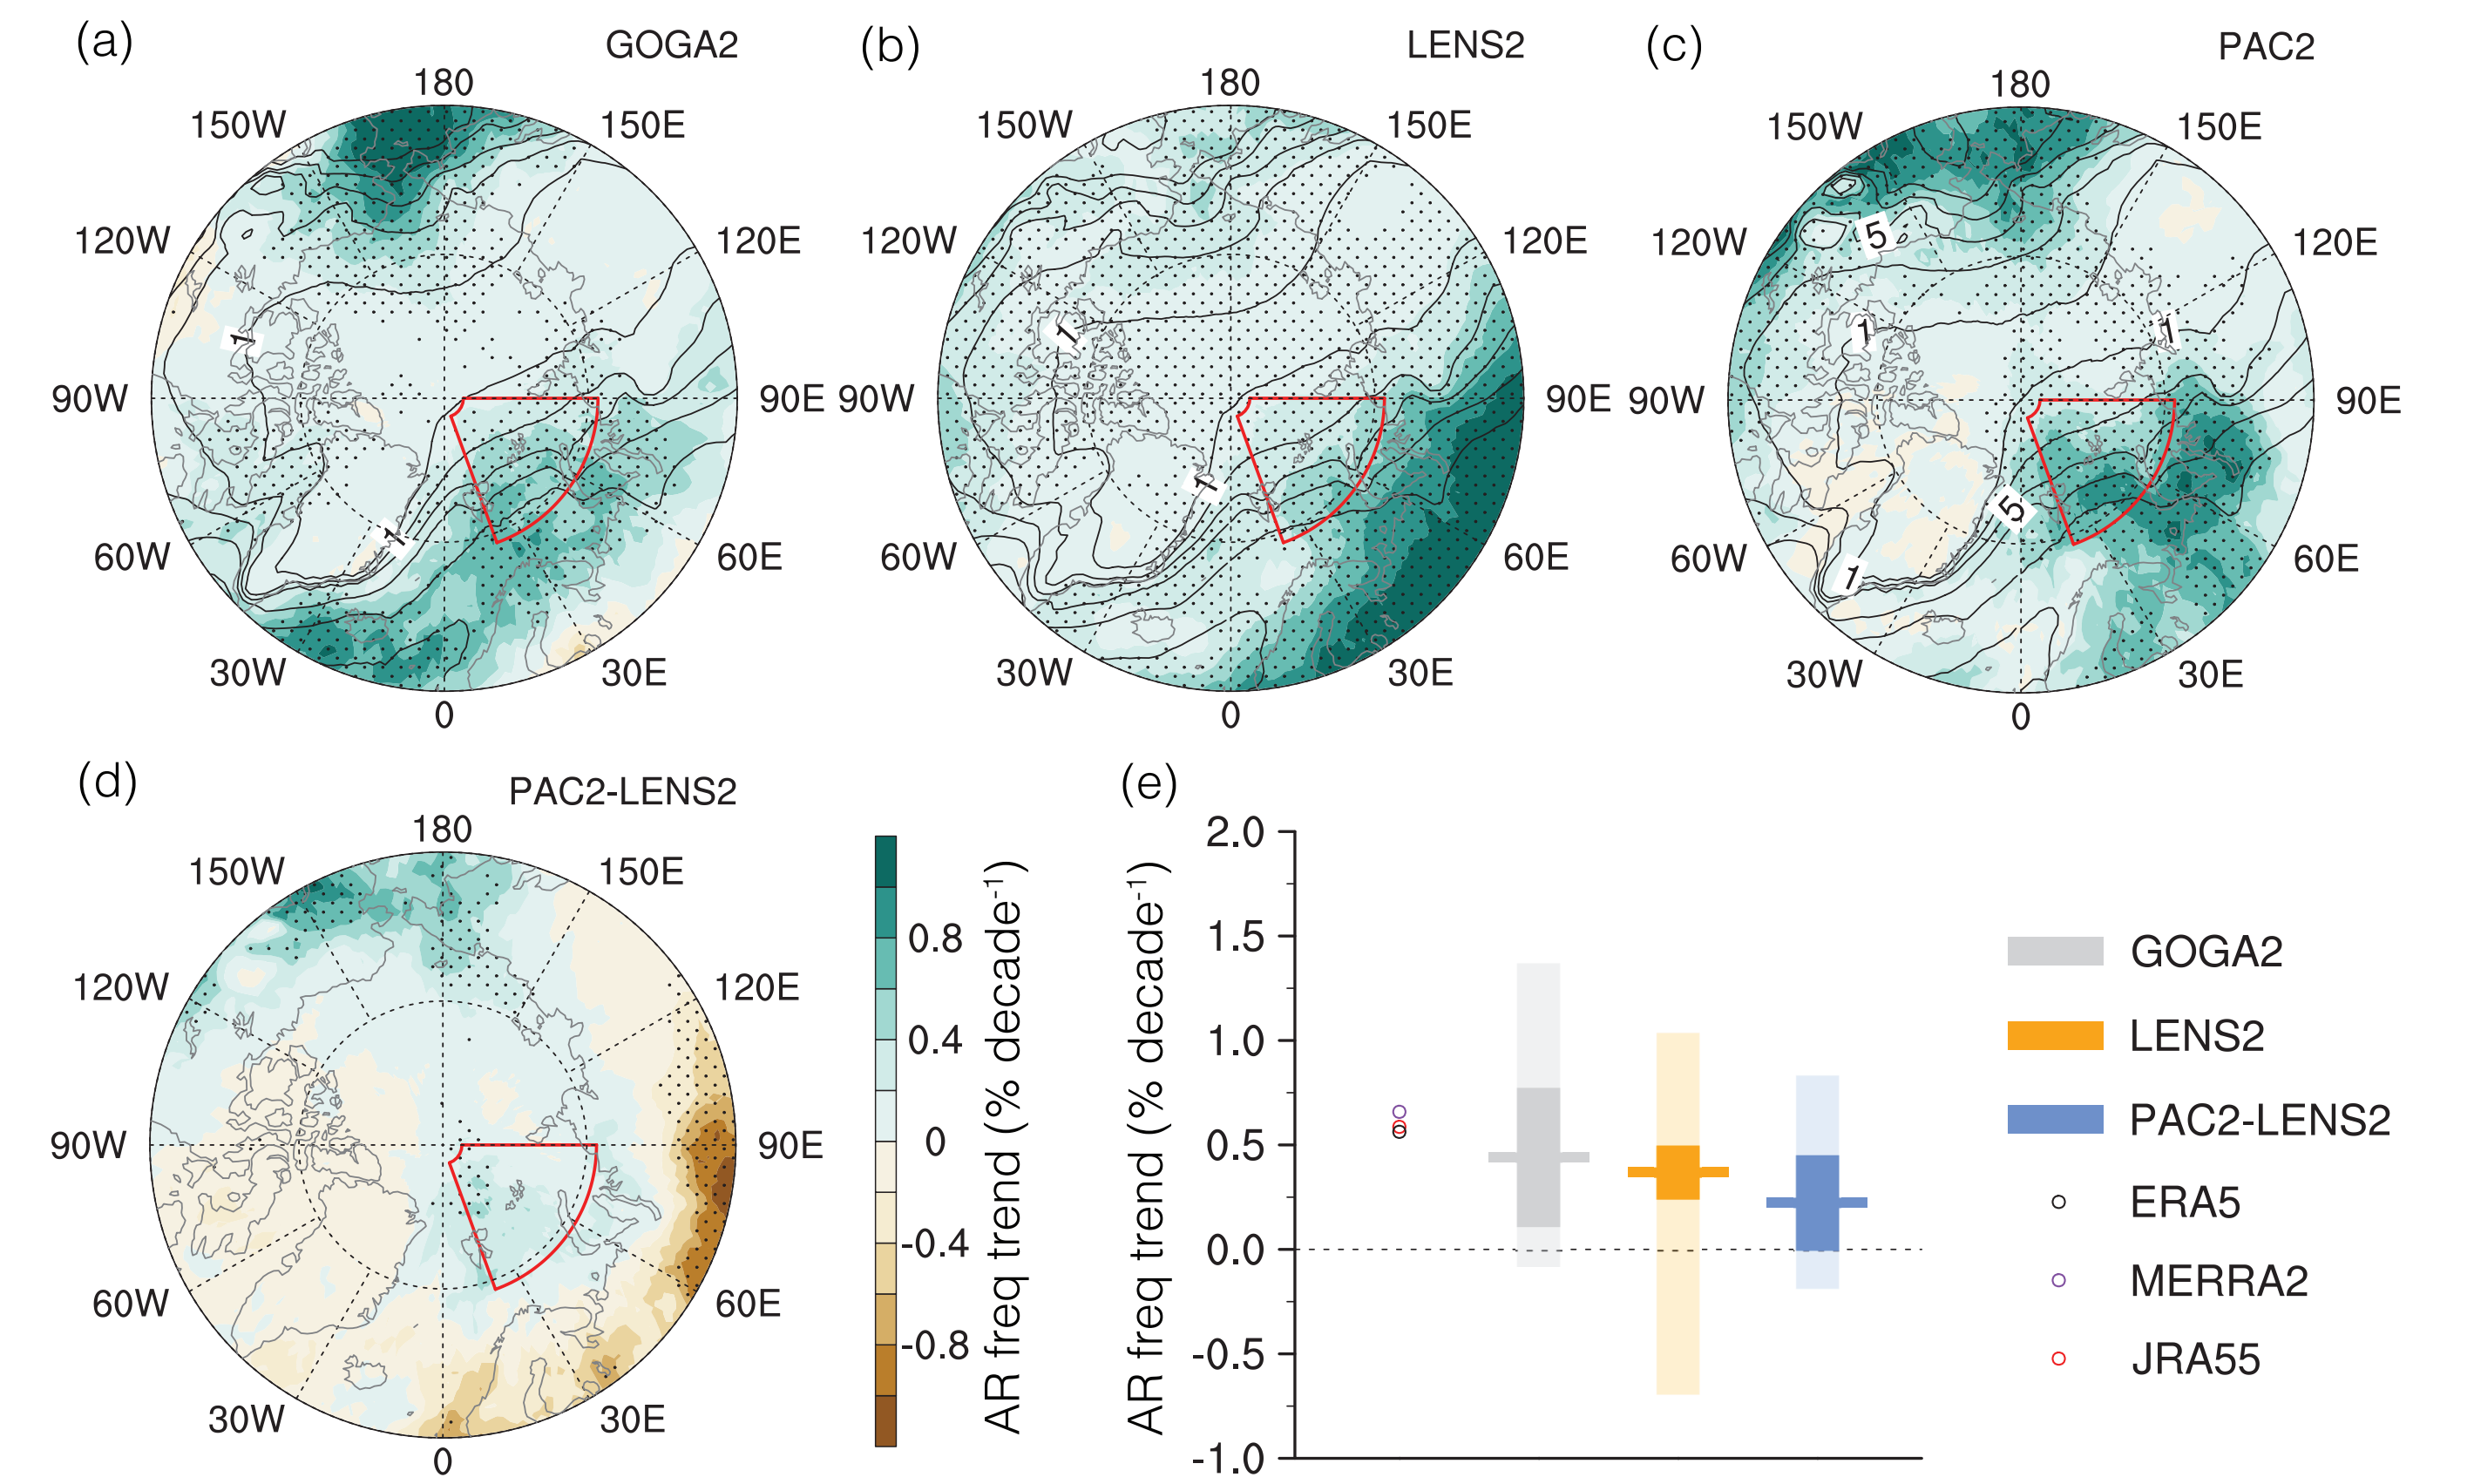 (a)
GOGA2
180
150W
150E
120W
120E
1
90W
90E
1
60W
60E
30W
30E
0
(b)
LENS2
180
150W
150E
120W
120E
1
90W
90E
1
60W
60E
30W
30E
0
(c)
PAC2
180
150W
150E
5
120W
120E
1
1
90W
90E
5
60W
60E
1
30W
30E
0
(d)
PAC2-LENS2
180
150W
150E
120W
120E
90W
90E
60W
60E
30W
30E
0
0.8
0.4
0
-0.4
-0.8
AR freq trend (% decade-1)
(e)
AR freq trend (% decade-1)
2.0
1.5
1.0
0.5
0.0
-0.5
-1.0
GOGA2
LENS2
PAC2-LENS2
ERA5
MERRA2
JRA55